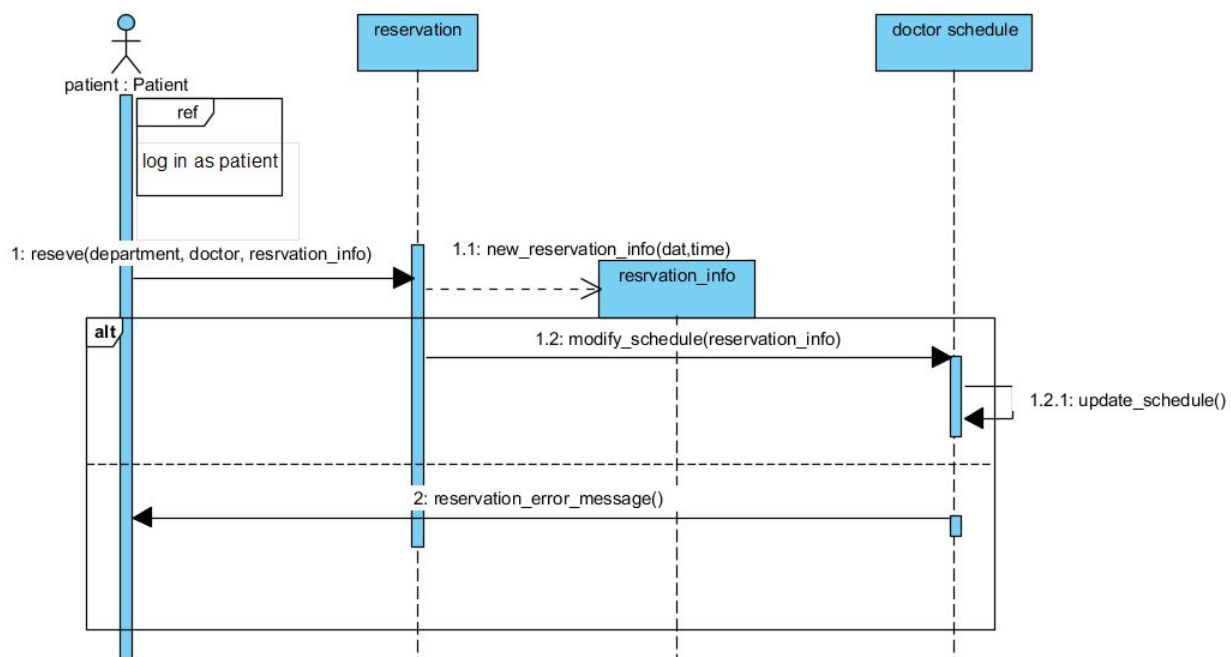 reservation
doctor schedule
patient : Patient
ref
log in as patient
1: reseve(department, doctor, resrvation_info)
1.1: new_reservation_info(dat,time)
resrvation_info
alt
1.2: modify_schedule(reservation_info)
1.2.1: update_schedule()
2: reservation_error_message()